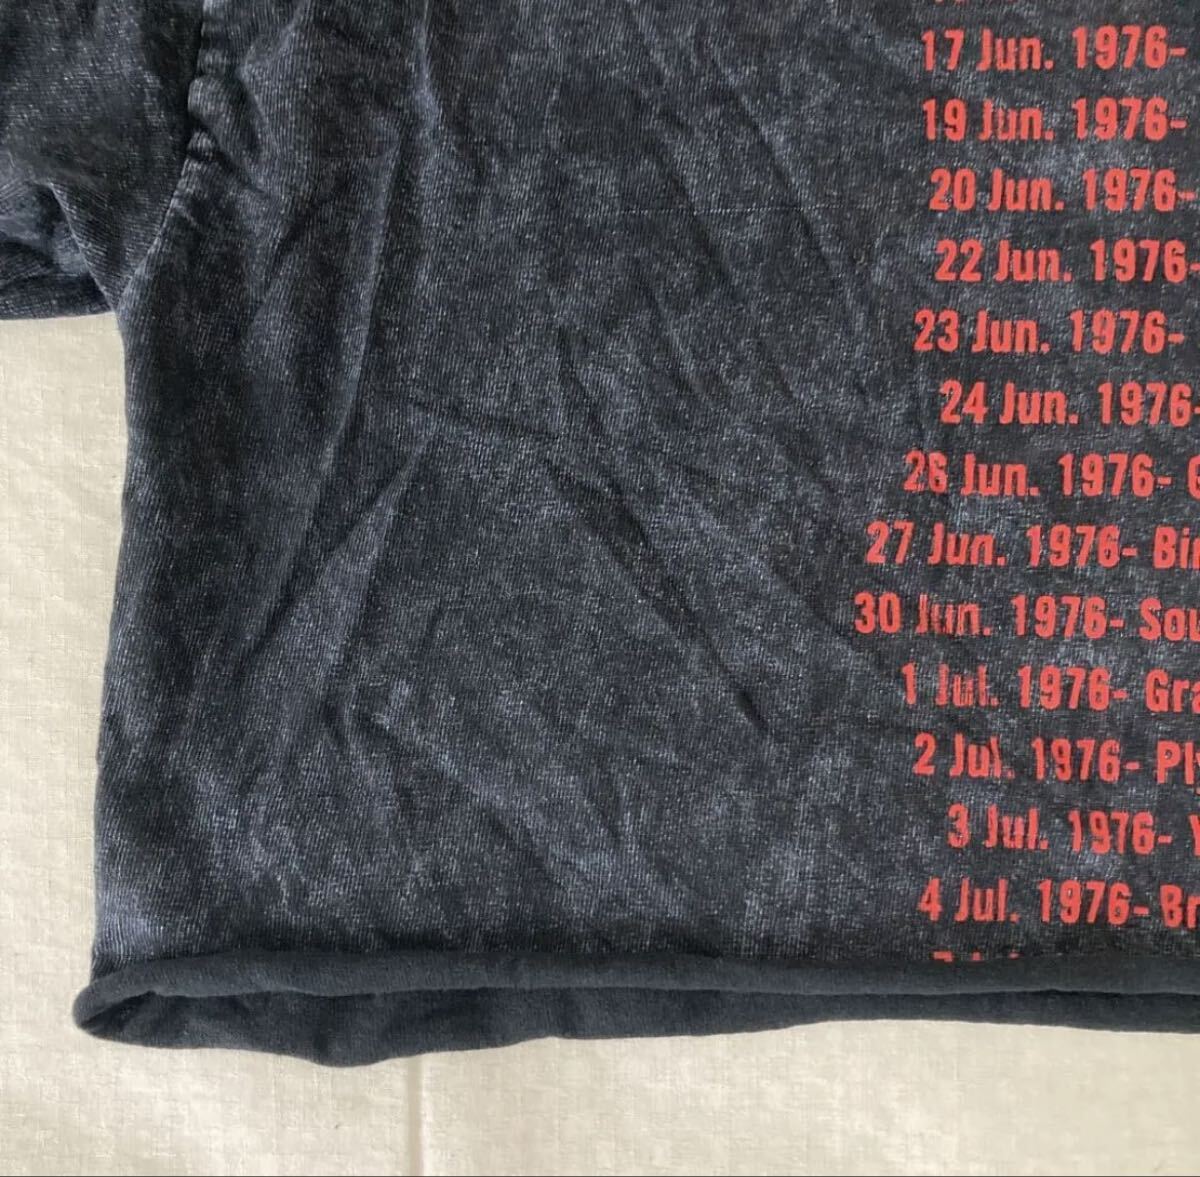 17 Jun. 1976-
19 Jun. 1976-
20 Jun. 1976-
22 Jun. 1976-
23 Jun. 1976-
24 Jun. 1976-
26 Jun. 1976-
27 Jun. 1976- Bi
30 Jun. 1976- Sou
1 Jul. 1976- Gra
2 Jul. 1976- Ply
3 Jul. 1976-
4 Jul. 1976- Br